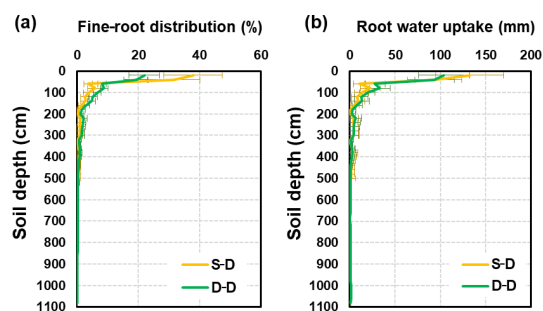 (a) Fine-root distribution (%)
0 20 40 60
Soil depth (cm)
0
100
200
300
400
500
600
700
800
900
1000
1100
S-D
D-D
(b) Root water uptake (mm)
0 50 100 150 200
Soil depth (cm)
0
100
200
300
400
500
600
700
800
900
1000
1100
S-D
D-D